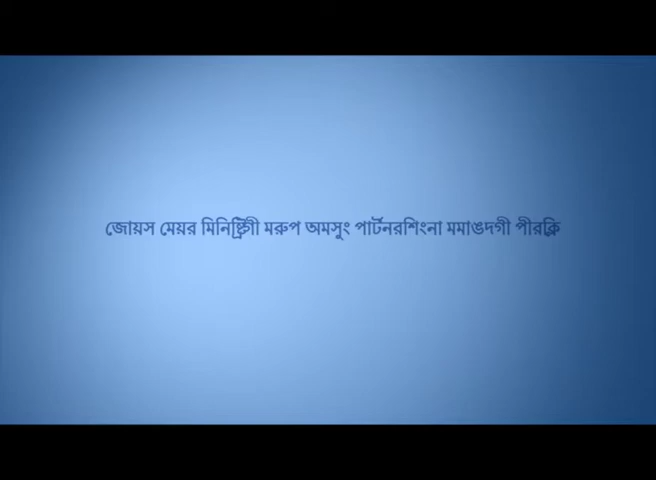 জোয়স মেয়র মিনিষ্ট্রিগী মরুপ অমসুং পার্টনরশিংনা মমাঙদগী পীরক্লি